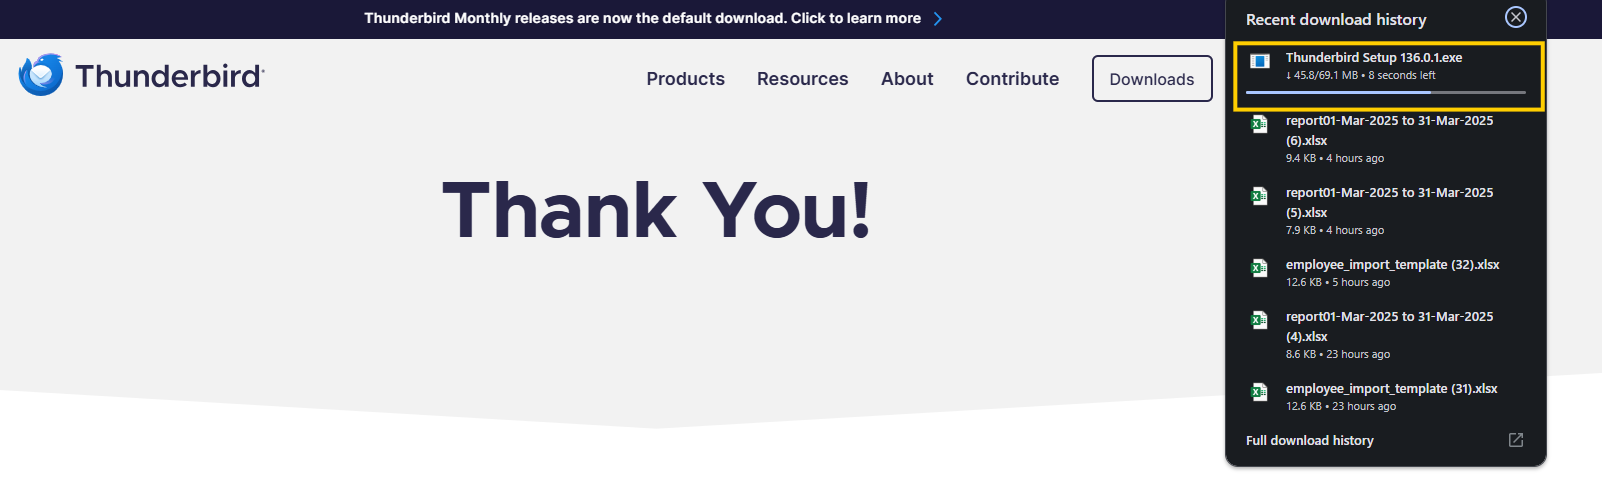 Thunderbird Monthly releases are now the default download. Click to learn more
Thunderbird
Products
Resources
About
Contribute
Downloads
Thank You!
Recent download history
Thunderbird Setup 136.0.1.exe
↓ 45.8/69.1 MB • 8 seconds left
report01-Mar-2025 to 31-Mar-2025
(6).xlsx
9.4 KB • 4 hours ago
report01-Mar-2025 to 31-Mar-2025
(5).xlsx
7.9 KB • 4 hours ago
employee_import_template (32).xlsx
12.6 KB • 5 hours ago
report01-Mar-2025 to 31-Mar-2025
(4).xlsx
8.6 KB • 23 hours ago
employee_import_template (31).xlsx
12.6 KB • 23 hours ago
Full download history